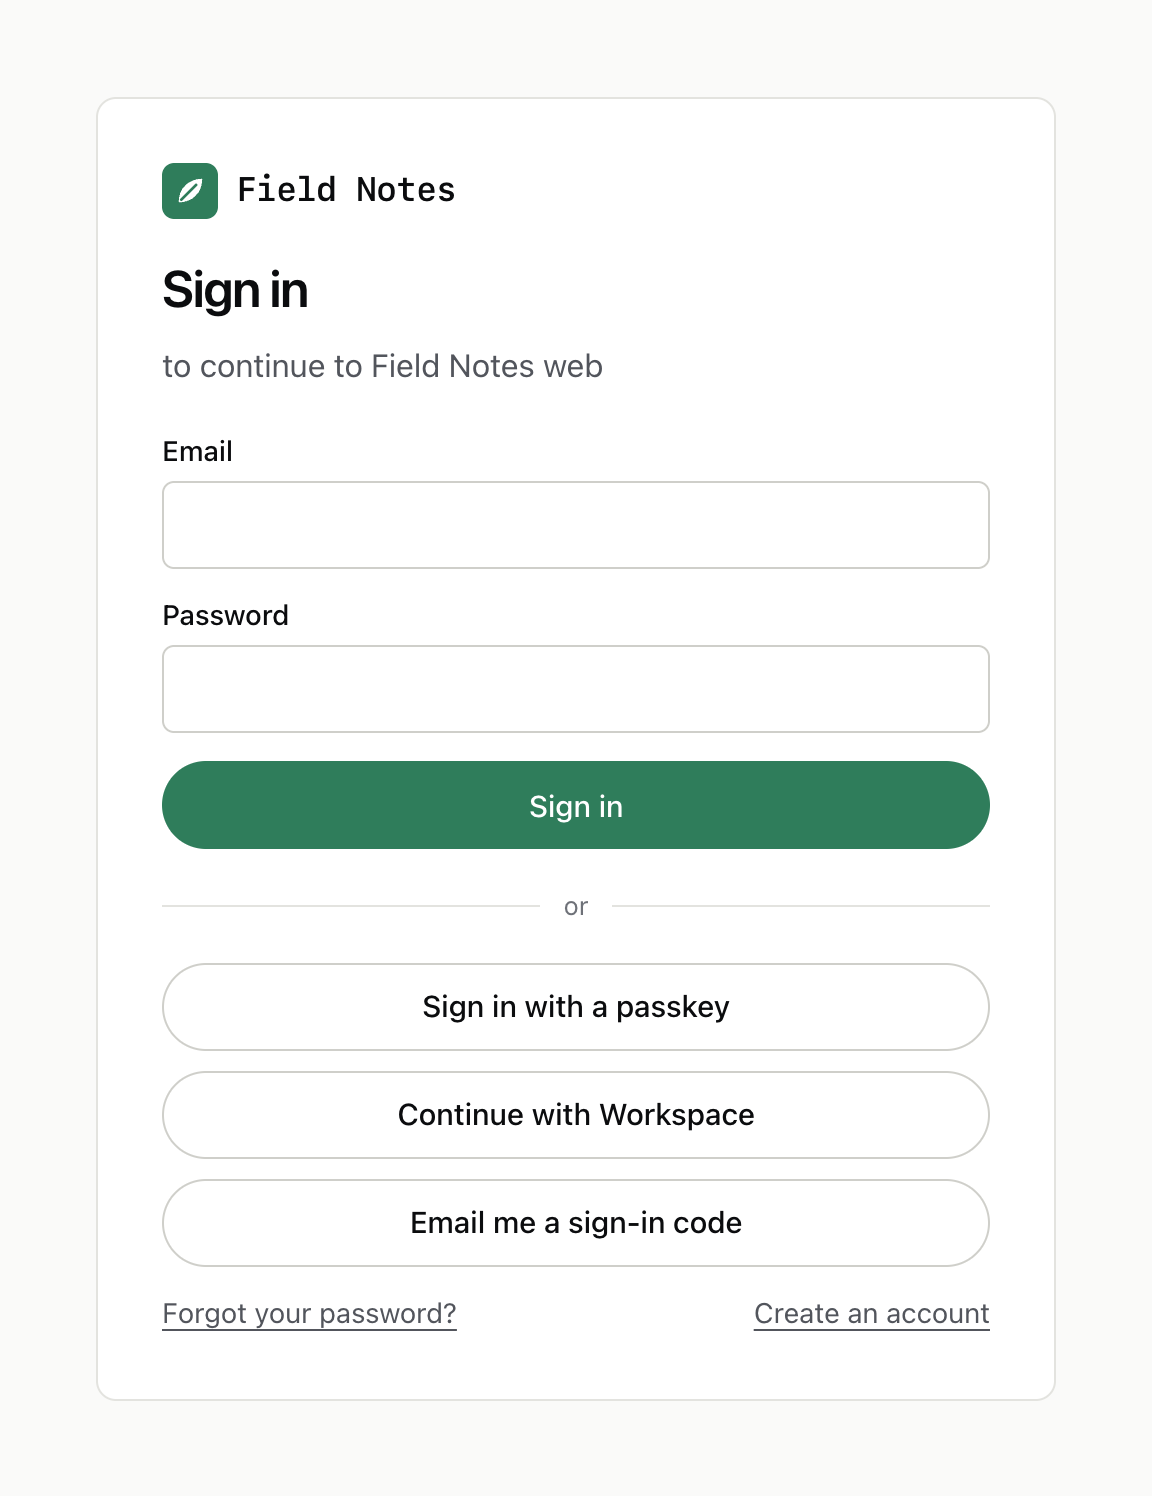 Field Notes
Sign in
to continue to Field Notes web
Email
Password
Sign in
or
Sign in with a passkey
Continue with Workspace
Email me a sign-in code
Forgot your password? Create an account